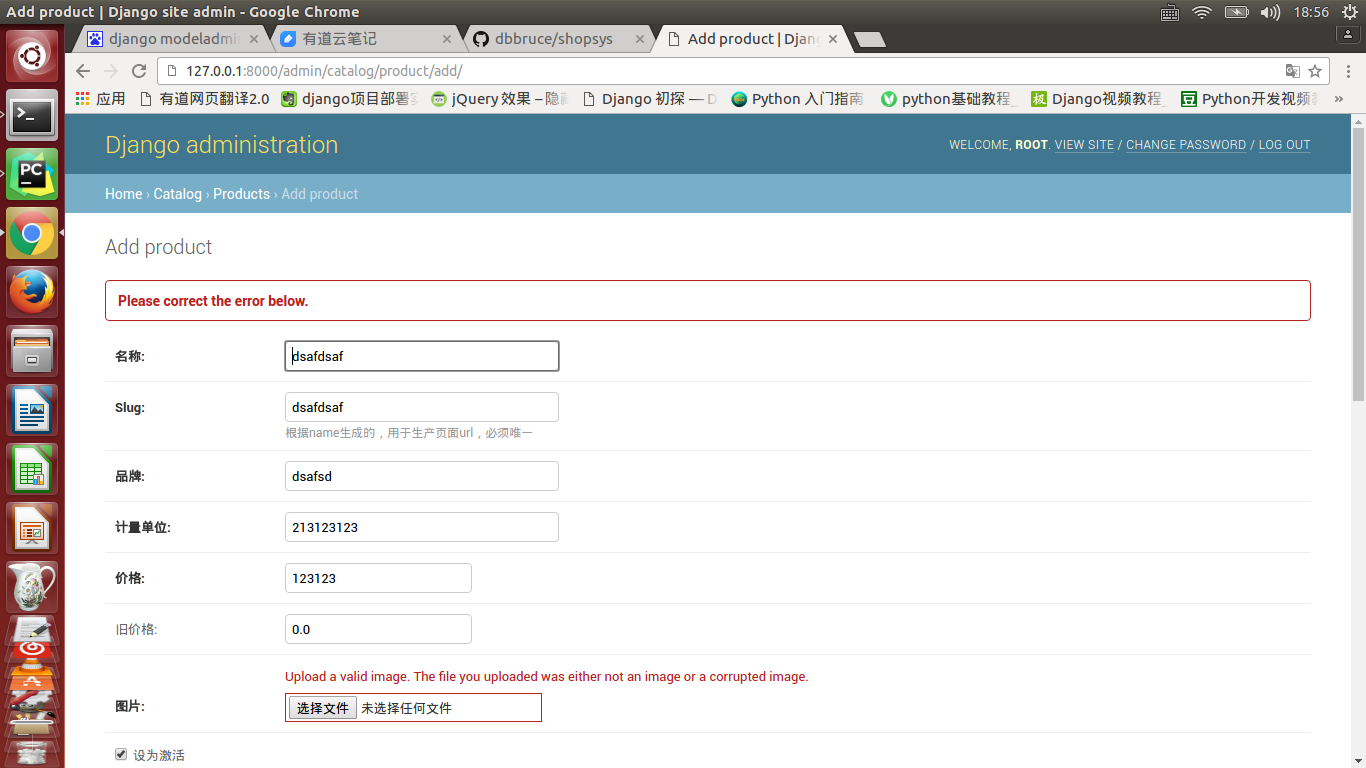 Add product | Django site admin - Google Chrome
18:56
django modeladmi
有道云笔记
dbbruce/shopsys
Add product | Djang
127.0.0.1:8000/admin/catalog/product/add/
应用
有道网页翻译2.0
django项目部署
jQuery 效果 – 隐
Django 初探 —
Python 入门指南
python基础教程_
Django视频教程_
Python开发视频
»
Django administration
WELCOME, ROOT. VIEW SITE / CHANGE PASSWORD / LOG OUT
Home › Catalog › Products › Add product
Add product
Please correct the error below.
名称:
dsafdsaf
Slug:
dsafdsaf
根据name生成的，用于生产页面url，必须唯一
品牌:
dsafsd
计量单位:
213123123
价格:
123123
旧价格:
0.0
Upload a valid image. The file you uploaded was either not an image or a corrupted image.
图片:
选择文件 未选择任何文件
设为激活
PC